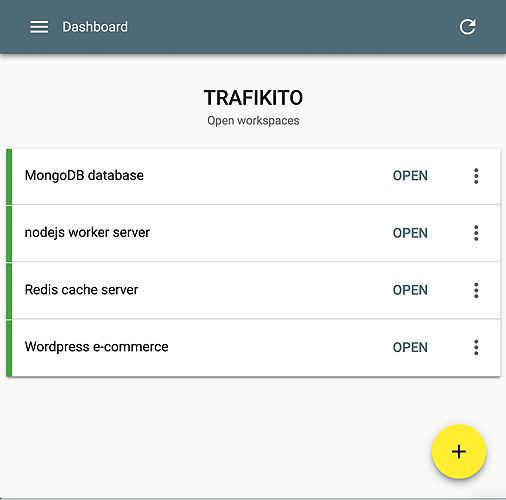 Dashboard
TRAFIKITO
Open workspaces
MongoDB database OPEN
nodejs worker server OPEN
Redis cache server OPEN
Wordpress e-commerce OPEN
+